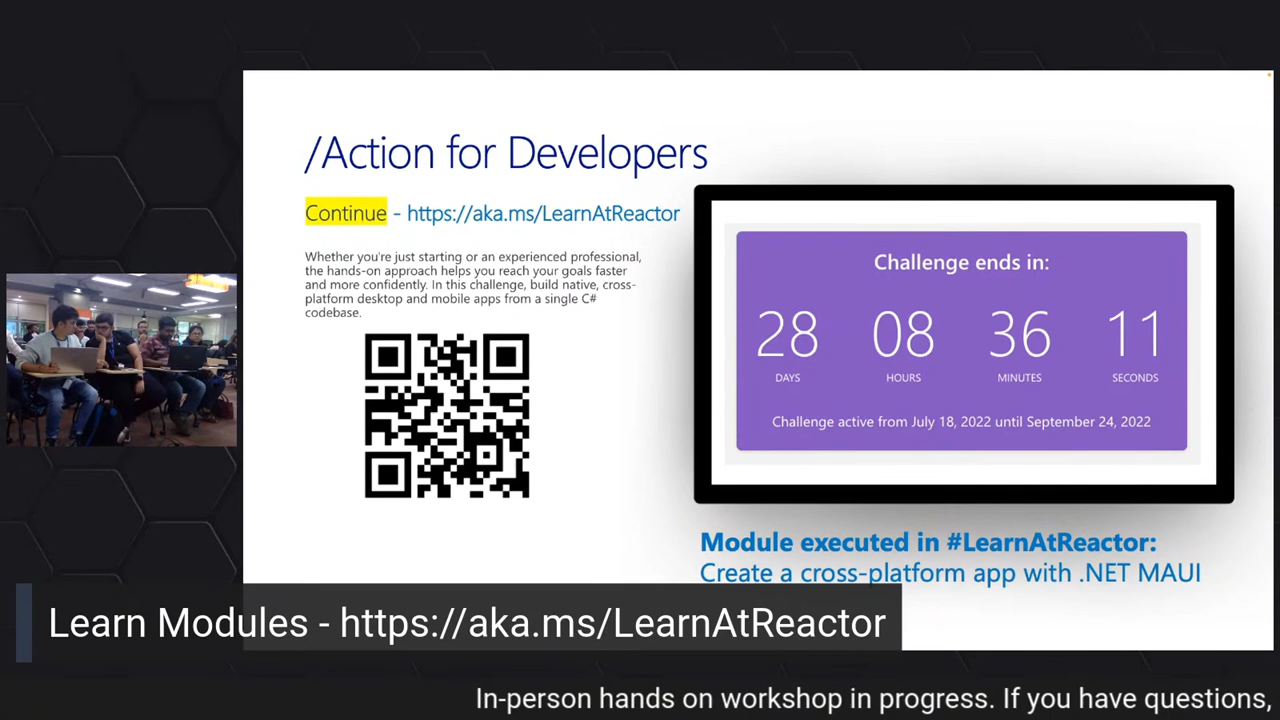 /Action for Developers
Continue - https://aka.ms/LearnAtReactor
Whether you're just starting or an experienced professional,
the hands-on approach helps you reach your goals faster
and more confidently. In this challenge, build native, cross-
platform desktop and mobile apps from a single C#
codebase.
Challenge ends in:
28 08 36 11
DAYS HOURS MINUTES SECONDS
Challenge active from July 18, 2022 until September 24, 2022
Module executed in #LearnAtReactor:
Create a cross-platform app with .NET MAUI
Learn Modules - https://aka.ms/LearnAtReactor
In-person hands on workshop in progress. If you have questions,